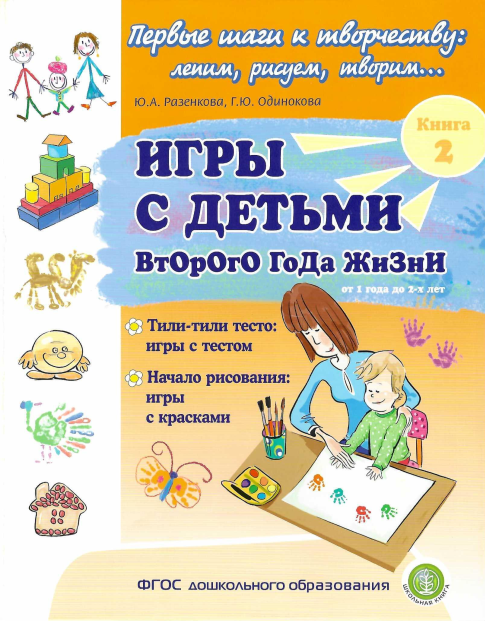 Первые шаги к творчеству:
лепим, рисуем, творим...
Ю.А. Разенкова, Г.Ю. Одинокова
Книга
2
ИГРЫ
С ДЕТЬМИ
ВтОрОгО ГоДа ЖиЗнИ
от 1 года до 2-х лет
Тили-тили тесто:
игры с тестом
Начало рисования:
игры
с красками
ФГОС дошкольного образования
ШКОЛЬНАЯ КНИГА